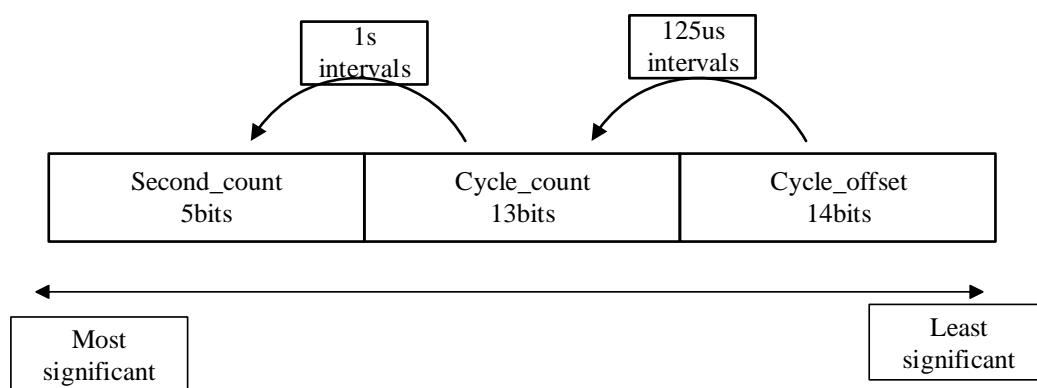 1s
intervals
125us
intervals
Second_count
5bits
Cycle_count
13bits
Cycle_offset
14bits
Most
significant
Least
significant